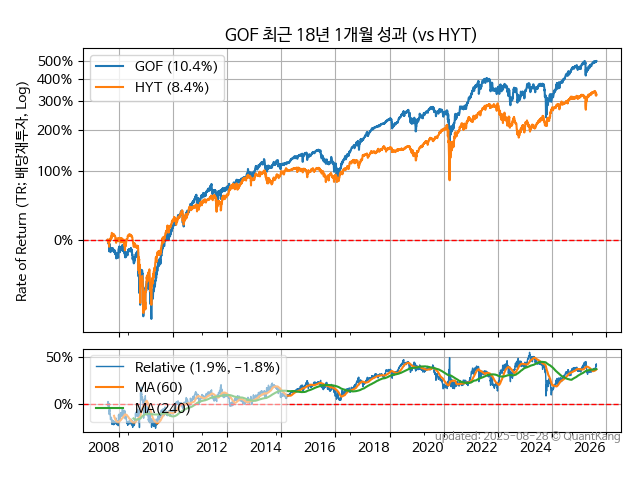 GOF 최근 18년 1개월 성과 (vs HYT)
Rate of Return (TR: 배당재투자, Log)
500%
400%
300%
200%
100%
0%
GOF (10.4%)
HYT (8.4%)
50%
0%
Relative (1.9%, −1.8%)
MA(60)
MA(240)
2008 2010 2012 2014 2016 2018 2020 2022 2024 2026
updated: 2025-08-28 © QuantKang